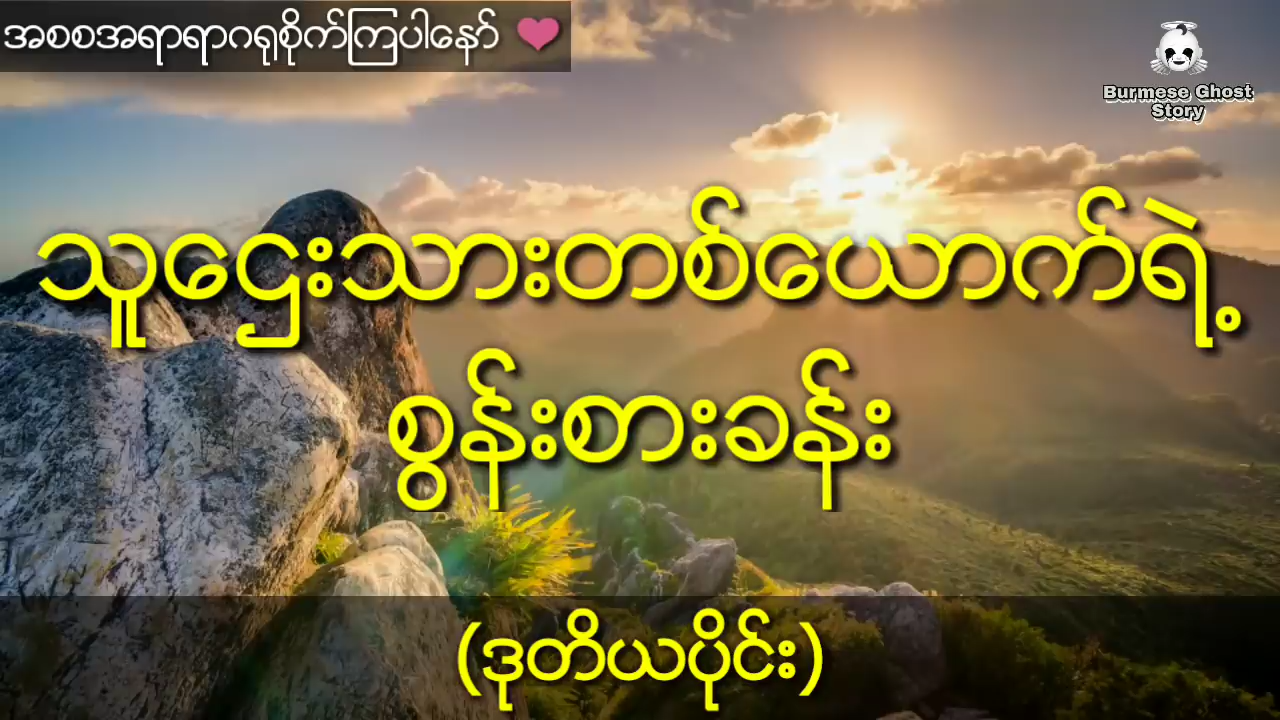 အစစအရာရာဂရုစိုက်ကြပါနော် ❤
Burmese Ghost
Story
သူဌေးသားတစ်ယောက်ရဲ့
စွန့်စားခန်း
(ဒုတိယပိုင်း)